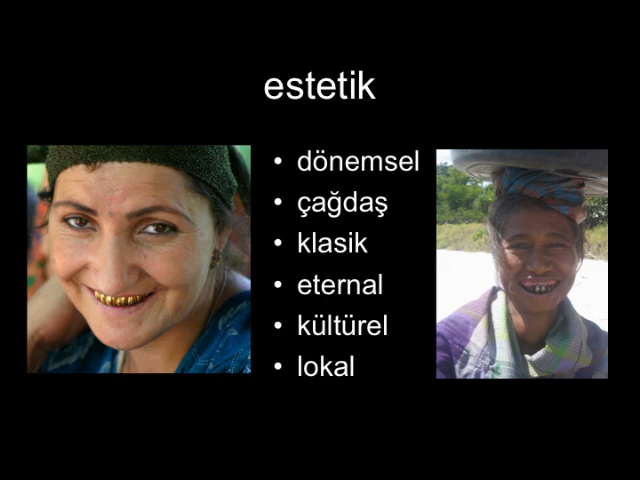 estetik
• dönemsel
• çağdaş
• klasik
• eternal
• kültürel
• lokal